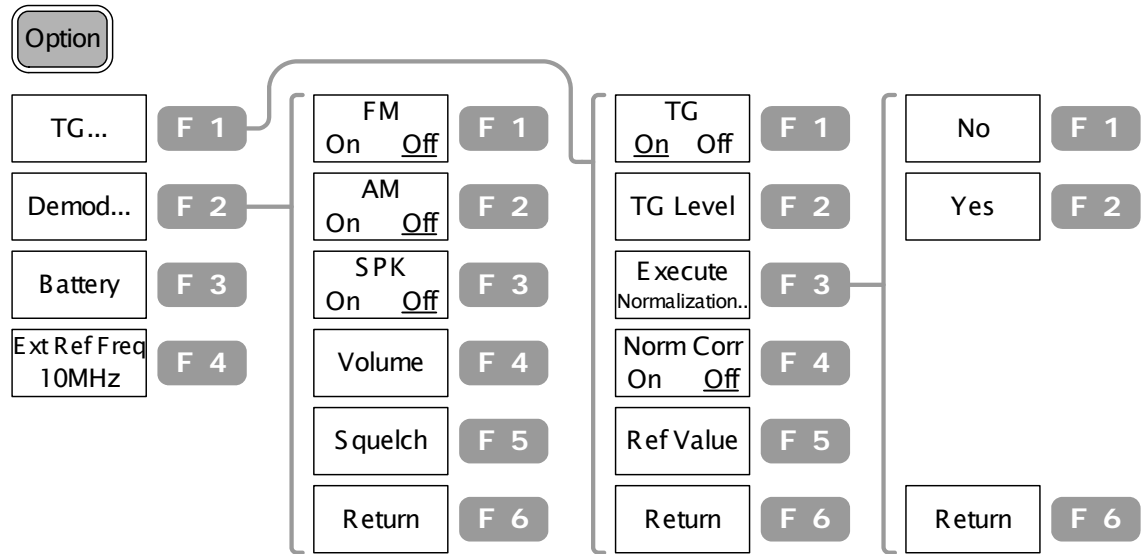 Option
TG...
F 1
Demod...
F 2
Battery
F 3
Ext Ref Freq
10MHz
F 4
FM
On Off
F 1
AM
On Off
F 2
SPK
On Off
F 3
Volume
F 4
Squelch
F 5
Return
F 6
TG
On Off
F 1
TG Level
F 2
Execute
Normalization..
F 3
Norm Corr
On Off
F 4
Ref Value
F 5
Return
F 6
No
F 1
Yes
F 2
Return
F 6